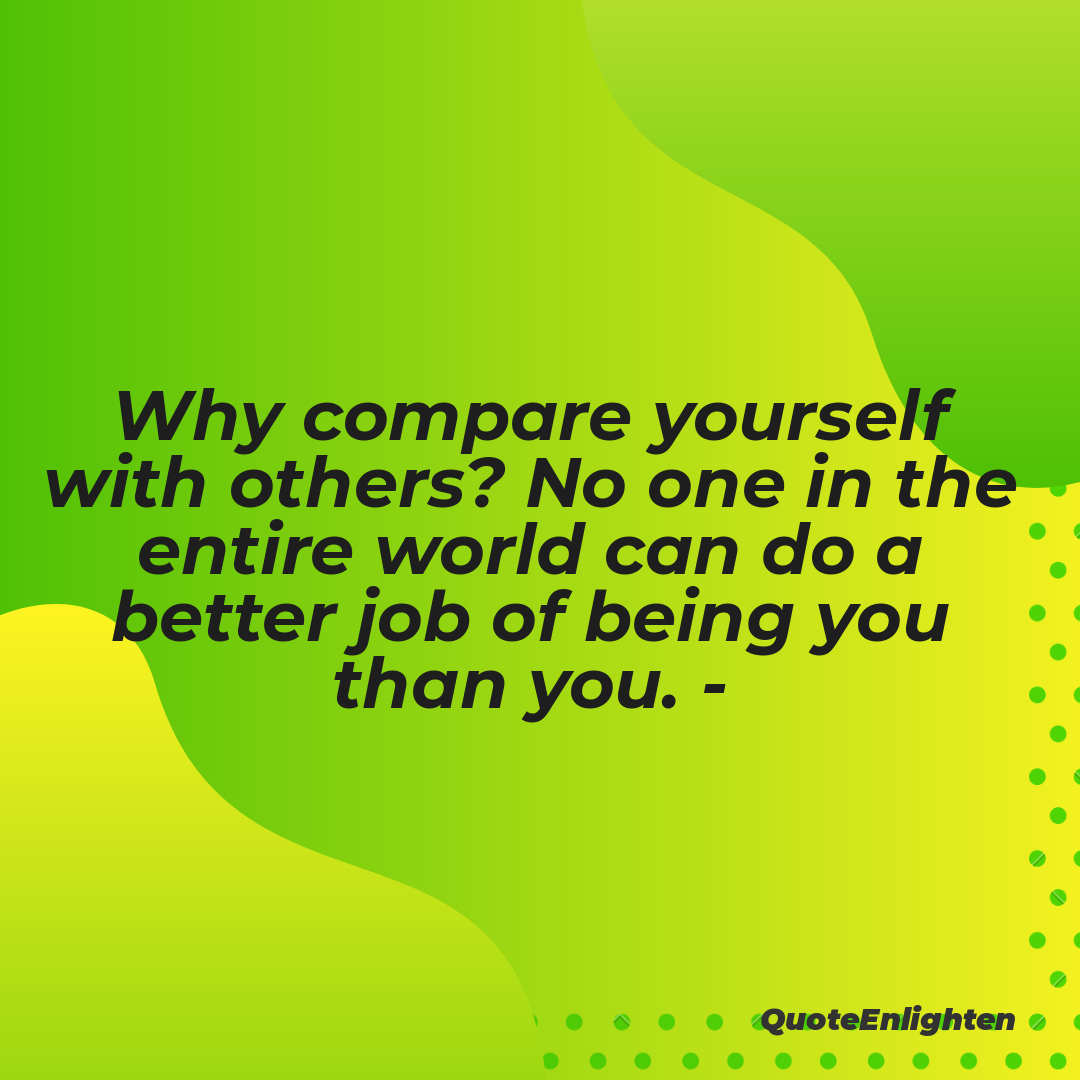 Why compare yourself
with others? No one in the
entire world can do a
better job of being you
than you. -
QuoteEnlighten